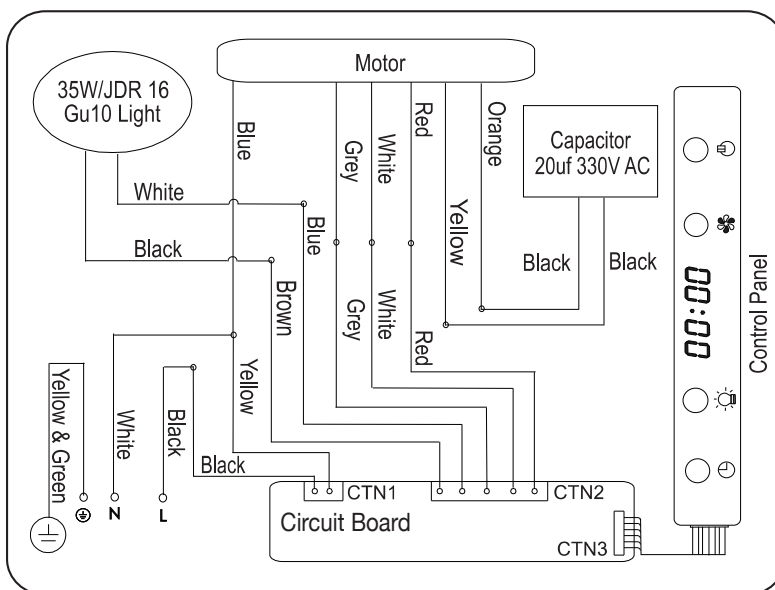 Motor
35W/JDR 16
Gu10 Light
Capacitor
20uf 330V AC
Blue
Grey
White
Red
Yellow
Orange
White
Black
Blue
Brown
Grey
White
Red
Black
Black
00:00
Control Panel
Yellow & Green
White
Black
Yellow
Black
N
L
CTN1
CTN2
Circuit Board
CTN3